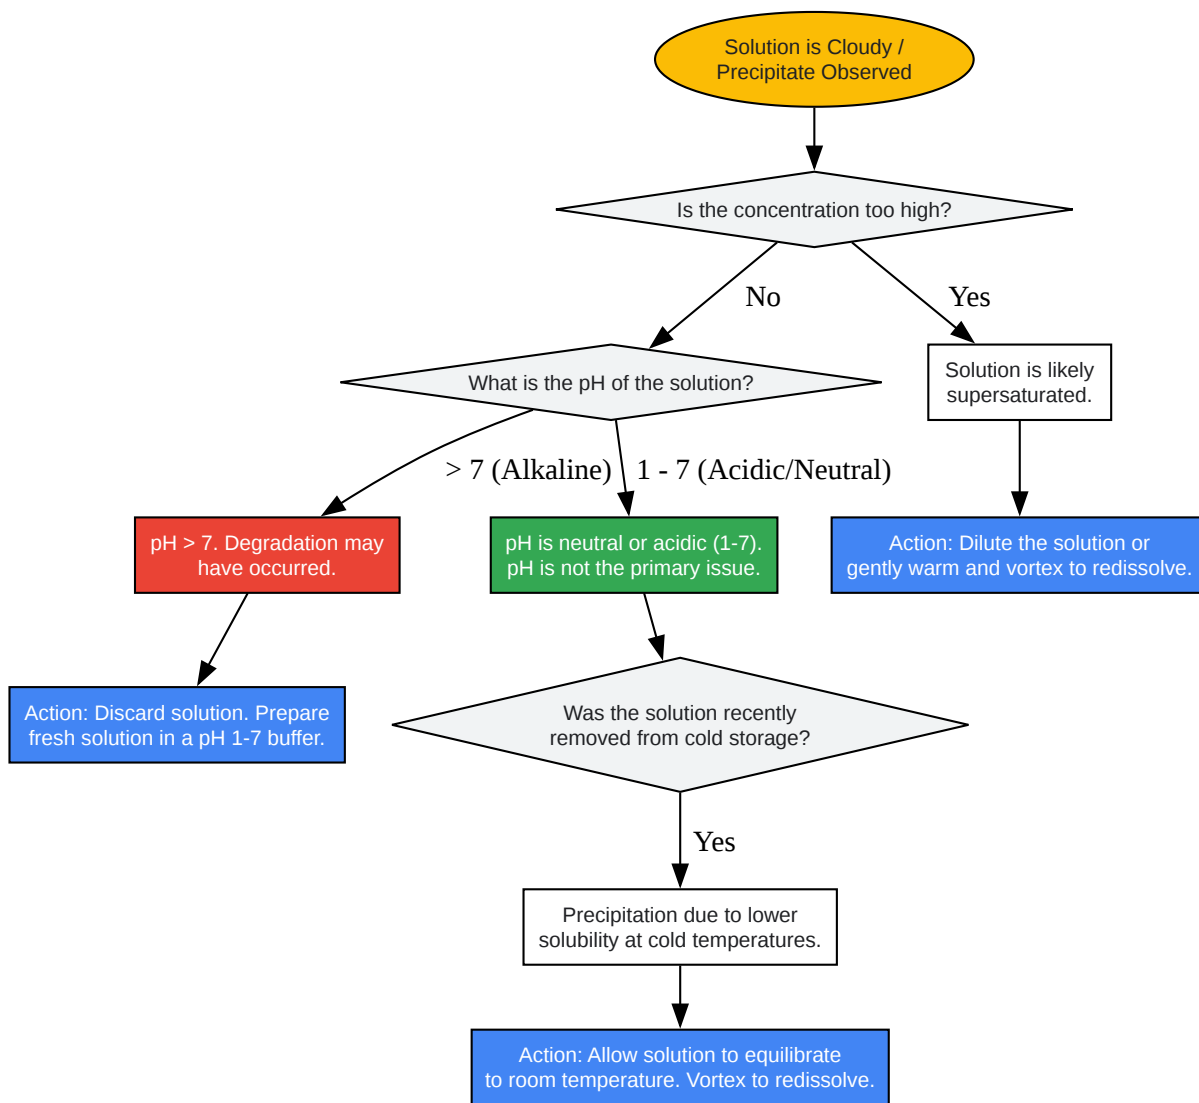 Solution is Cloudy /
Precipitate Observed
Is the concentration too high?
No
Yes
What is the pH of the solution?
Solution is likely
supersaturated.
> 7 (Alkaline)
1 - 7 (Acidic/Neutral)
pH > 7. Degradation may
have occurred.
pH is neutral or acidic (1-7).
pH is not the primary issue.
Action: Dilute the solution or
gently warm and vortex to redissolve.
Action: Discard solution. Prepare
fresh solution in a pH 1-7 buffer.
Was the solution recently
removed from cold storage?
Yes
Precipitation due to lower
solubility at cold temperatures.
Action: Allow solution to equilibrate
to room temperature. Vortex to redissolve.